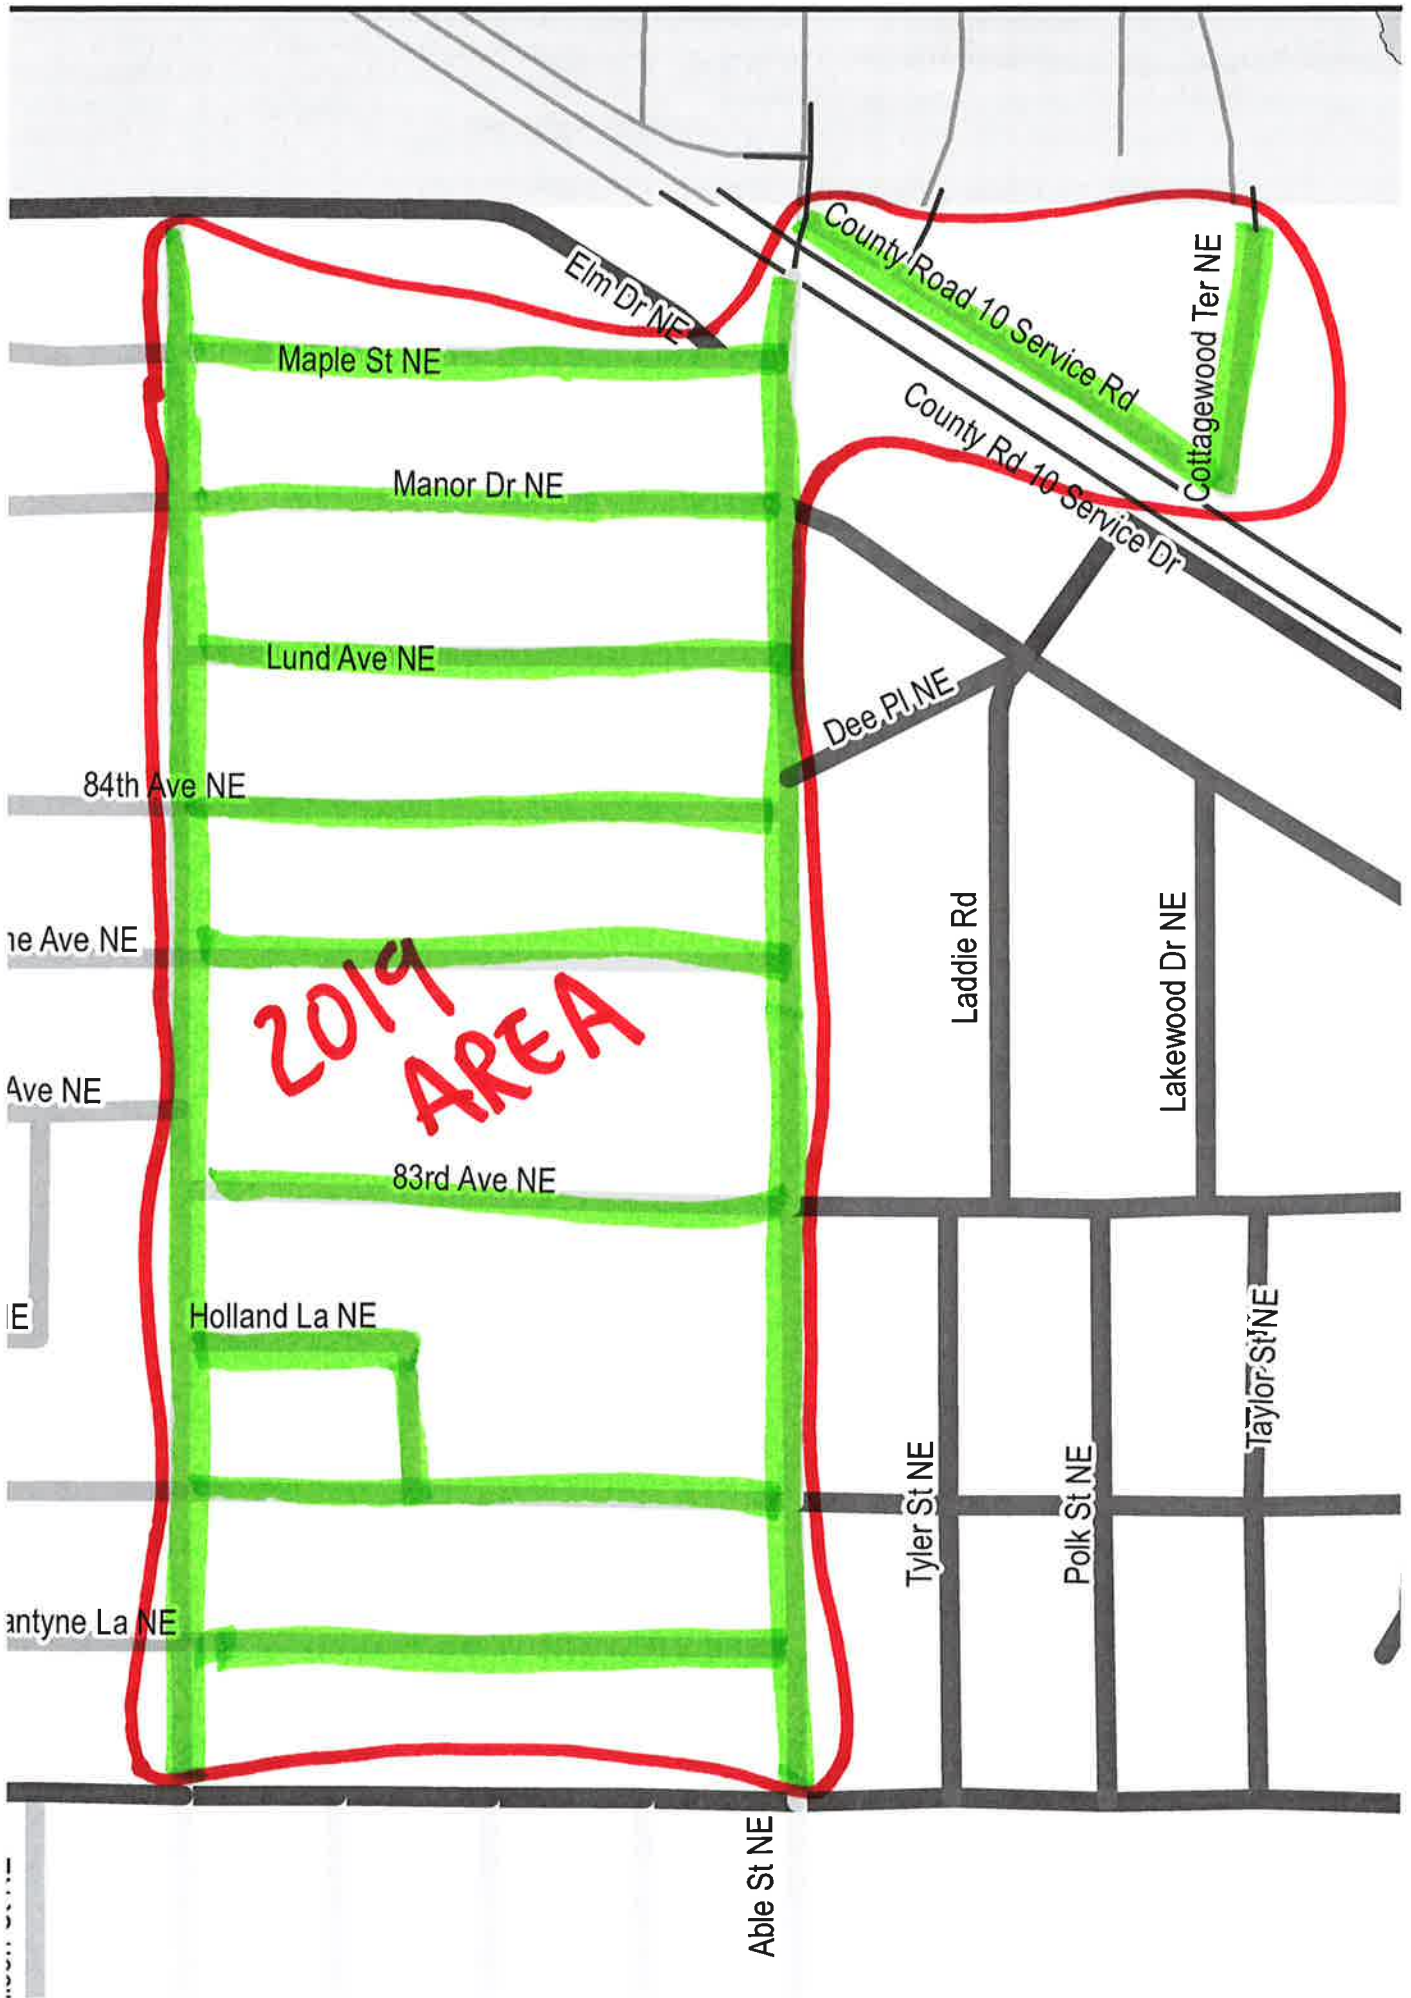 County Road 10 Service Rd
Cottagewood Ter NE
Elm Dr NE
Maple St NE
County Rd 10 Service Dr
Manor Dr NE
Lund Ave NE
Dee Pl NE
84th Ave NE
Laddie Rd
Lakewood Dr NE
ne Ave NE
2019
AREA
Ave NE
83rd Ave NE
Holland La NE
Taylor St NE
Tyler St NE
Polk St NE
antyne La NE
Able St NE